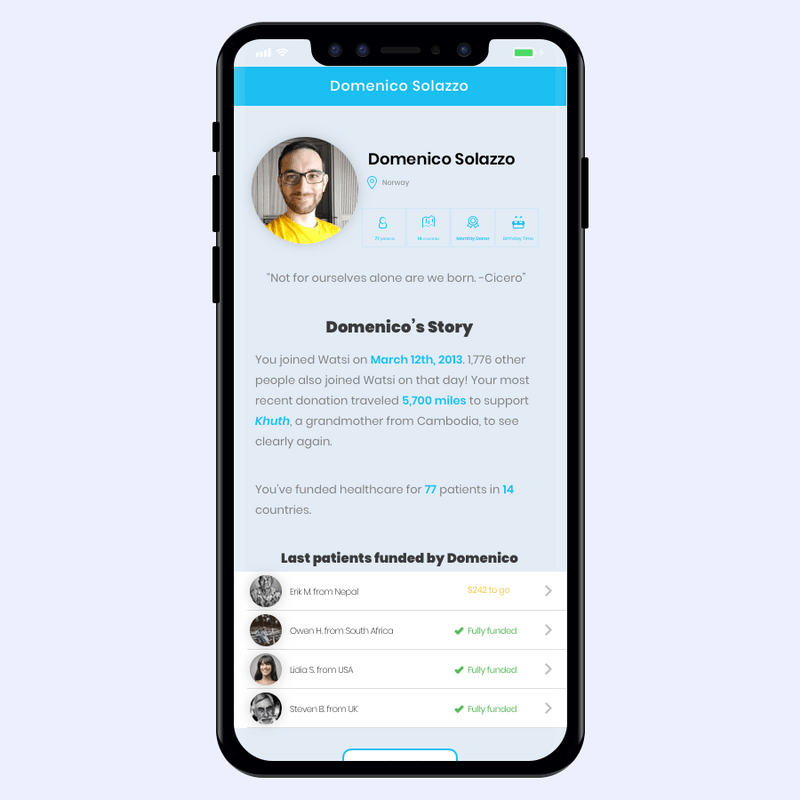 Domenico Solazzo
Domenico Solazzo
Norway
77 patients
14 countries
Monthly Donor
Birthday Time
"Not for ourselves alone are we born. -Cicero"
Domenico's Story
You joined Watsi on March 12th, 2013. 1,776 other
people also joined Watsi on that day! Your most
recent donation traveled 5,700 miles to support
Khuth, a grandmother from Cambodia, to see
clearly again.
You've funded healthcare for 77 patients in 14
countries.
Last patients funded by Domenico
Erik M. from Nepal $242 to go
Owen H. from South Africa Fully funded
Lidia S. from USA Fully funded
Steven B. from UK Fully funded